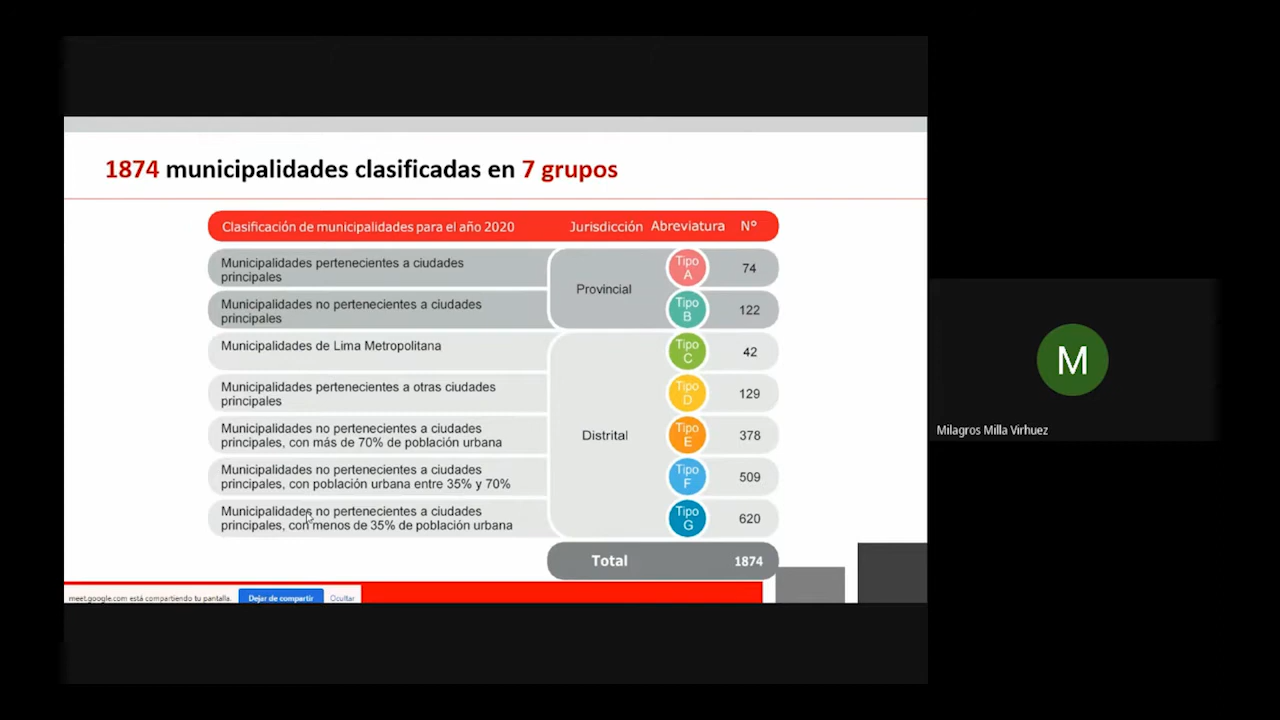 1874 municipalidades clasificadas en 7 grupos
Clasificación de municipalidades para el año 2020 Jurisdicción Abreviatura N°
Municipalidades pertenecientes a ciudades
principales
Provincial
Tipo
A
74
Municipalidades no pertenecientes a ciudades
principales
Tipo
B
122
Municipalidades de Lima Metropolitana
Tipo
C
42
Municipalidades pertenecientes a otras ciudades
principales
Tipo
D
129
Municipalidades no pertenecientes a ciudades
principales, con más de 70% de población urbana
Distrital
Tipo
E
378
Municipalidades no pertenecientes a ciudades
principales, con población urbana entre 35% y 70%
Tipo
F
509
Municipalidades no pertenecientes a ciudades
principales, con menos de 35% de población urbana
Tipo
G
620
Total 1874
meet.google.com está compartiendo tu pantalla. Dejar de compartir Ocultar
M
Milagros Milla Virhuez